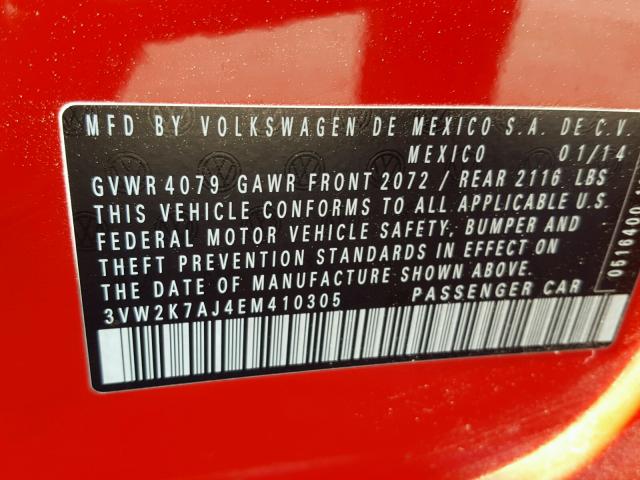 MFD BY VOLKSWAGEN DE MEXICO S.A. DE C.V.
MEXICO 01/14
GVWR 4079 GAWR FRONT 2072 / REAR 2116 LBS
THIS VEHICLE CONFORMS TO ALL APPLICABLE U.S.
FEDERAL MOTOR VEHICLE SAFETY, BUMPER AND
THEFT PREVENTION STANDARDS IN EFFECT ON
THE DATE OF MANUFACTURE SHOWN ABOVE.
3VW2K7AJ4EM410305 PASSENGER CAR
0616400